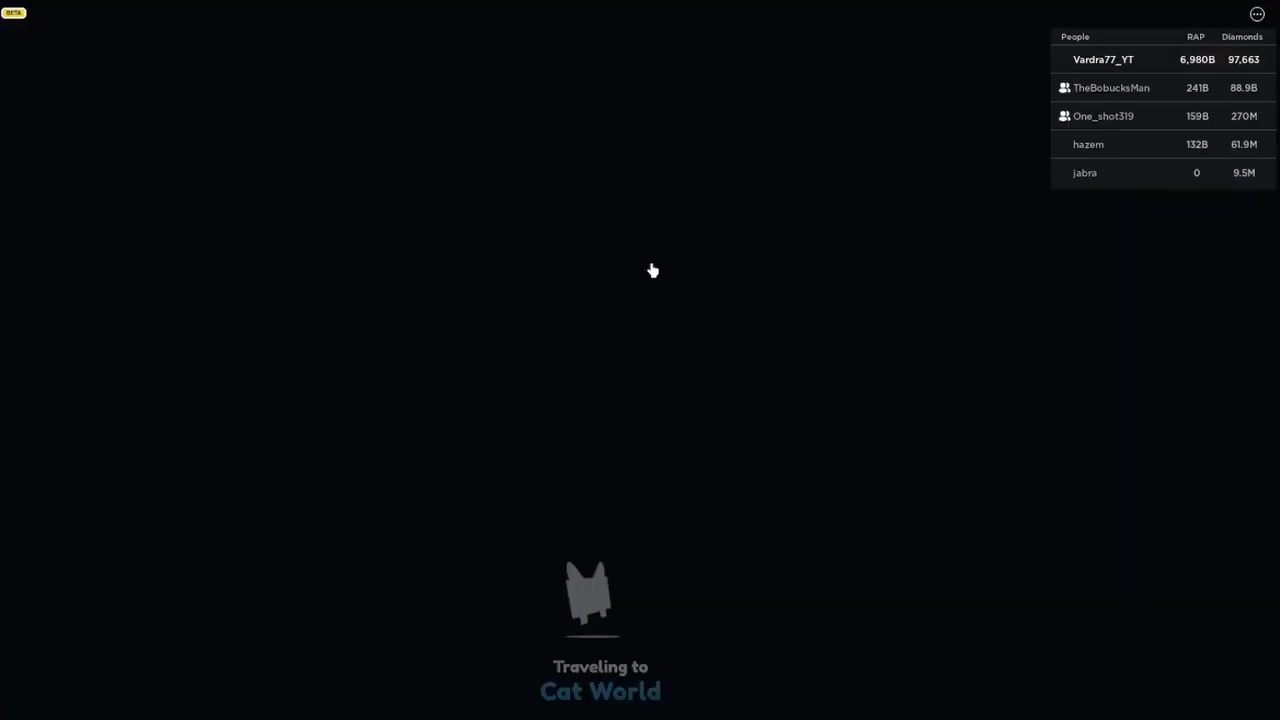 BETA
People RAP Diamonds
Vardra77_YT 6,980B 97,663
TheBobucksMan 241B 88.9B
One_shot319 159B 270M
hazem 132B 61.9M
jabra 0 9.5M
Traveling to
Cat World